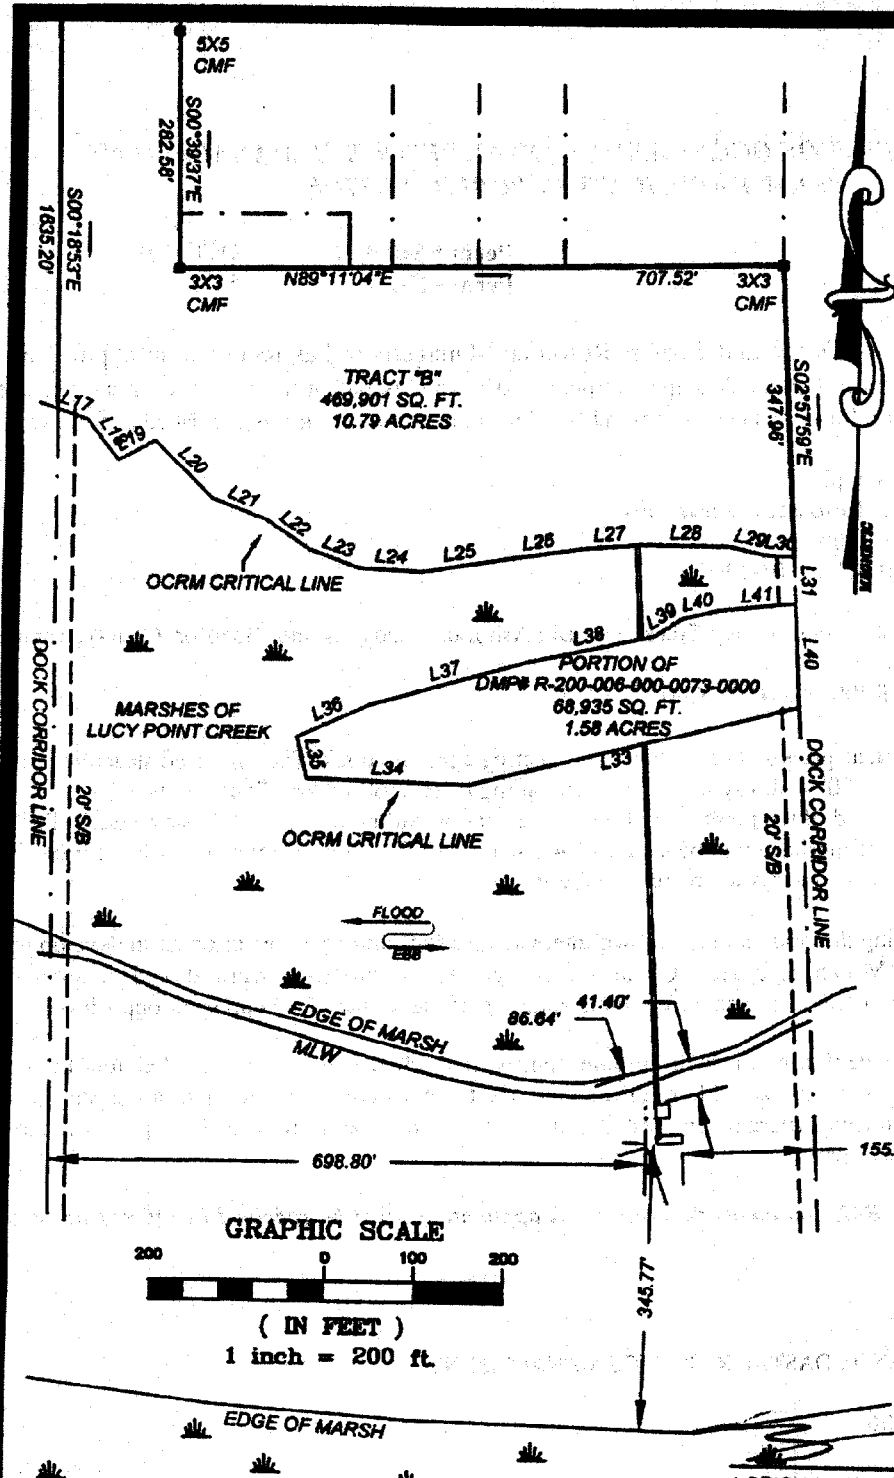 5X5
CMF
S00°39'37"E
282.58'
S00°18'53"E
1635.20'
3X3
CMF
N89°11'04"E
707.52'
3X3
CMF
TRACT "B"
469,901 SQ. FT.
10.79 ACRES
S02°57'59"E
347.96'
L17
L18
L19
L20
L21
L22
L23
L24
L25
L26
L27
L28
L29
L30
L31
OCRM CRITICAL LINE
L41
L40
L39
L38
L40
L37
L36
L35
L34
L33
PORTION OF
DMP# R-200-006-000-0073-0000
68,935 SQ. FT.
1.58 ACRES
MARSHES OF
LUCY POINT CREEK
DOCK CORRIDOR LINE
20' S/B
OCRM CRITICAL LINE
20' S/B
DOCK CORRIDOR LINE
FLOOD
EBB
EDGE OF MARSH
MLW
86.64'
41.40'
698.80'
155.
345.77'
GRAPHIC SCALE
200 0 100 200
( IN FEET )
1 inch = 200 ft.
EDGE OF MARSH